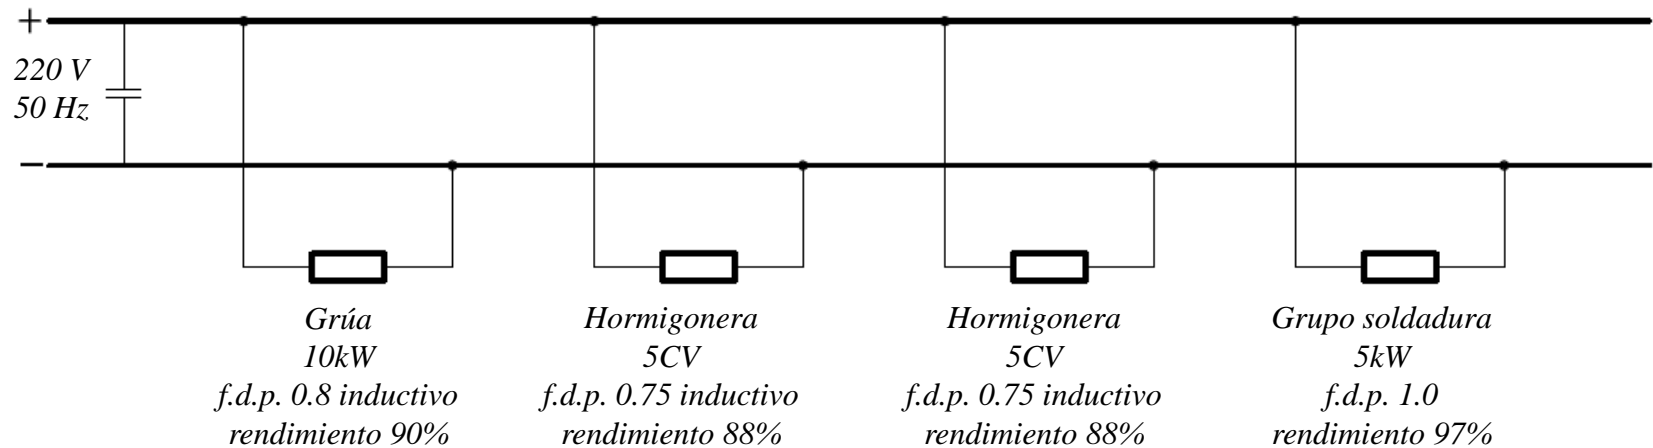 +
220 V
50 Hz
−
Grúa
10kW
f.d.p. 0.8 inductivo
rendimiento 90%
Hormigonera
5CV
f.d.p. 0.75 inductivo
rendimiento 88%
Hormigonera
5CV
f.d.p. 0.75 inductivo
rendimiento 88%
Grupo soldadura
5kW
f.d.p. 1.0
rendimiento 97%